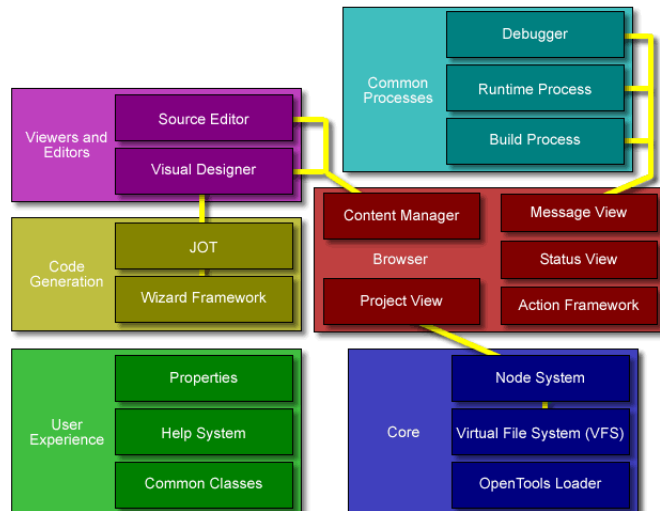 Debugger
Common
Processes
Runtime Process
Build Process
Viewers and
Editors
Source Editor
Visual Designer
Content Manager
Message View
Browser
Status View
Project View
Action Framework
Code
Generation
JOT
Wizard Framework
User
Experience
Properties
Help System
Common Classes
Core
Node System
Virtual File System (VFS)
OpenTools Loader